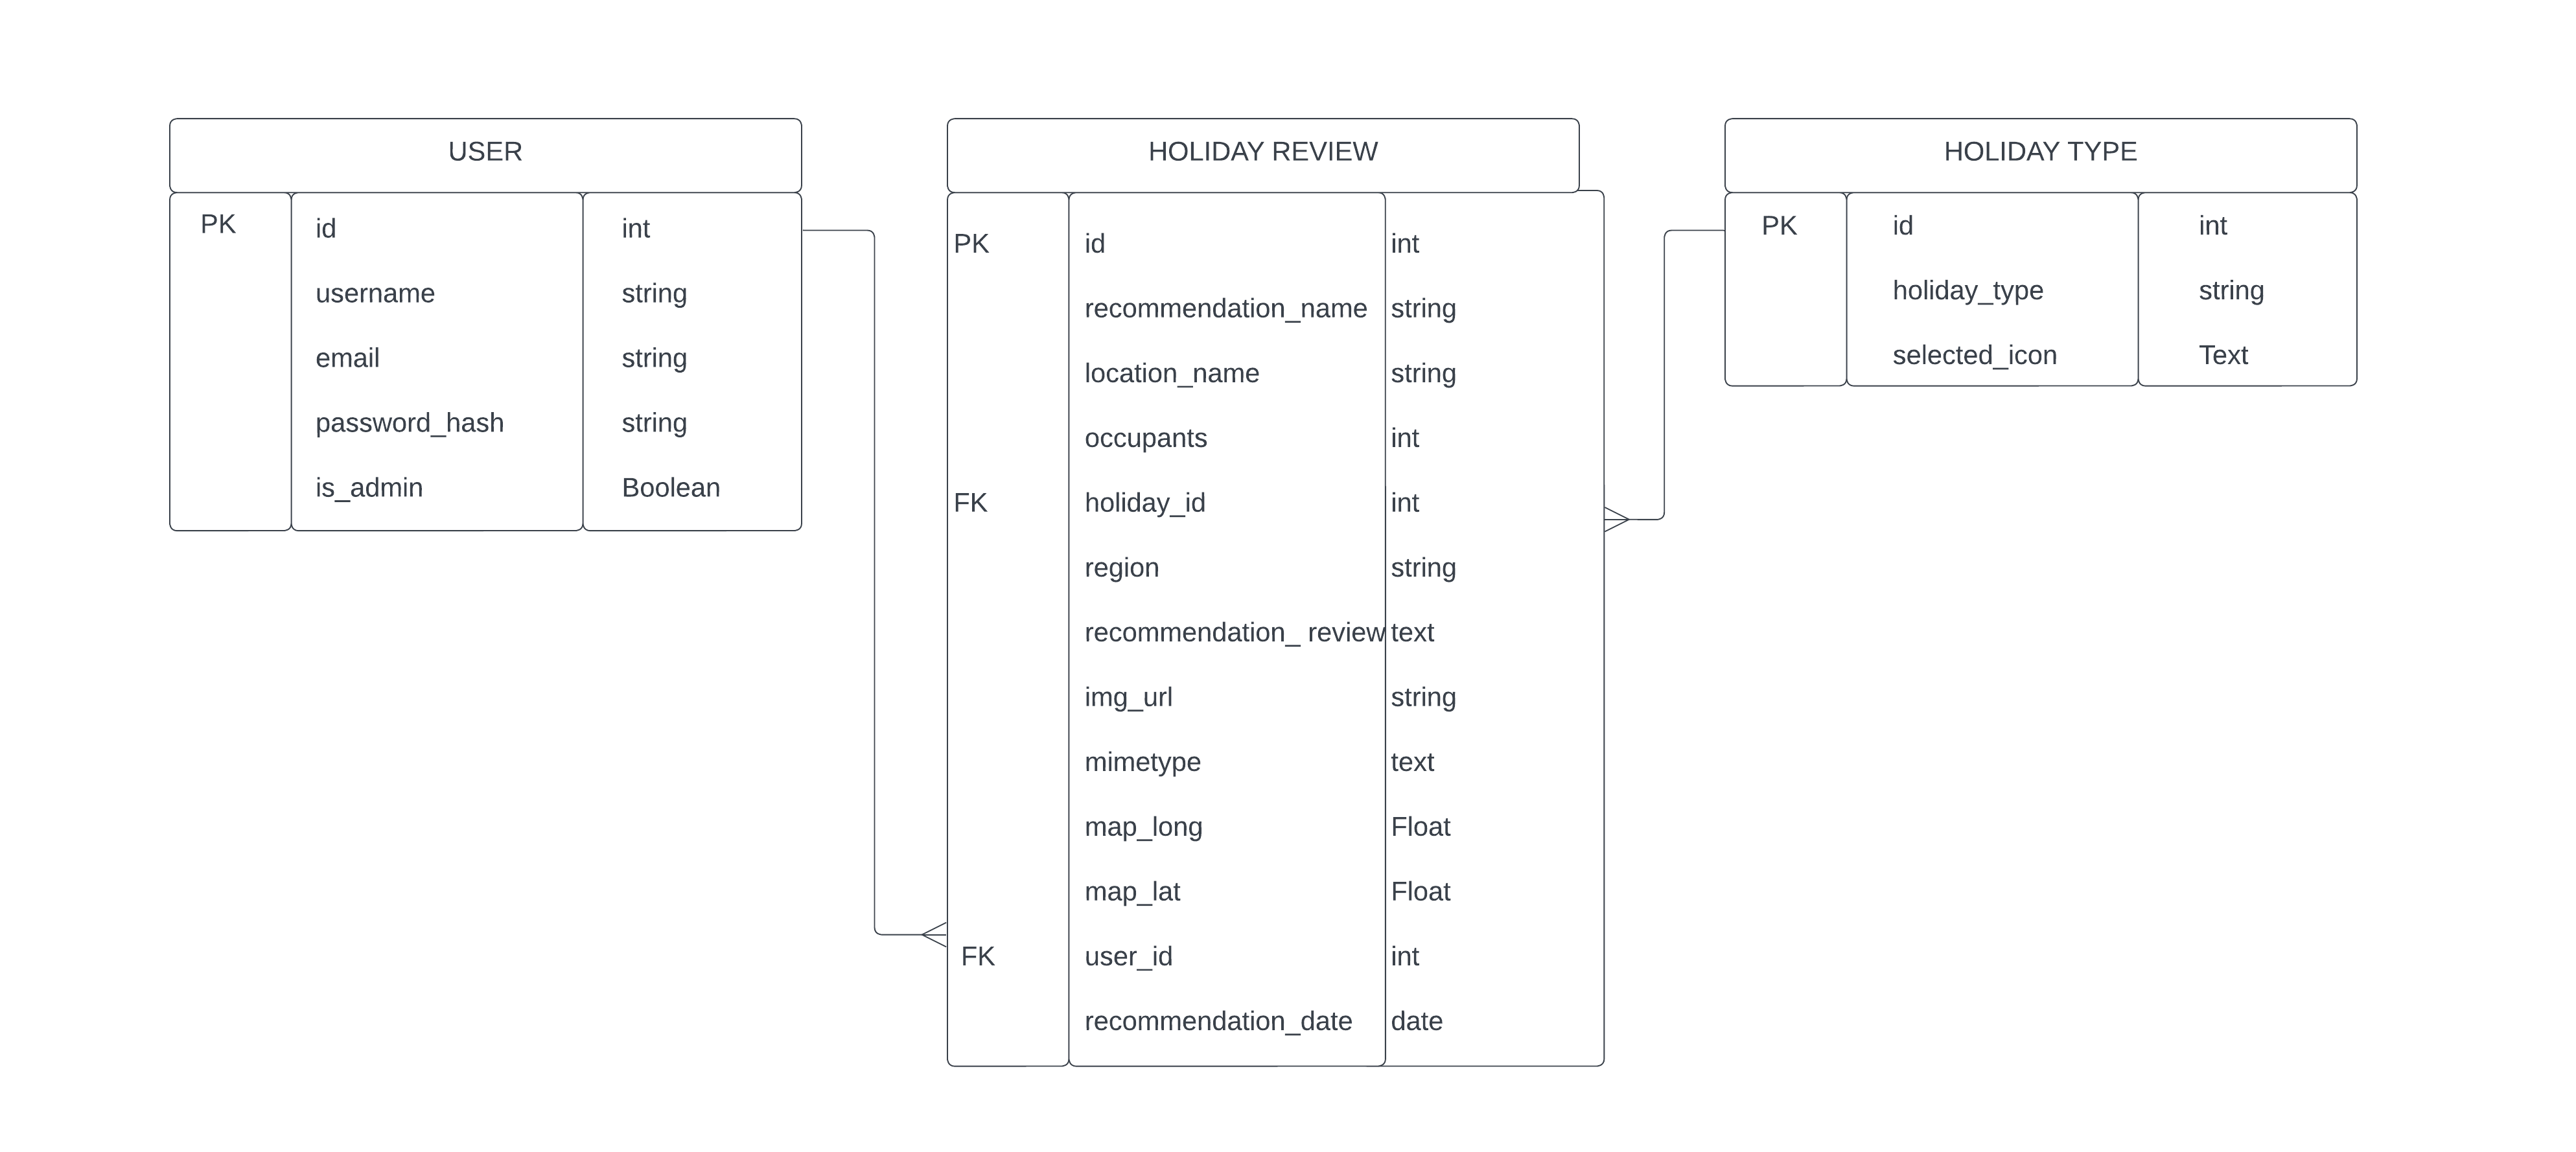 USER
PK id int
username string
email string
password_hash string
is_admin Boolean
HOLIDAY REVIEW
PK id int
recommendation_name string
location_name string
occupants int
FK holiday_id int
region string
recommendation_ review text
img_url string
mimetype text
map_long Float
map_lat Float
FK user_id int
recommendation_date date
HOLIDAY TYPE
PK id int
holiday_type string
selected_icon Text